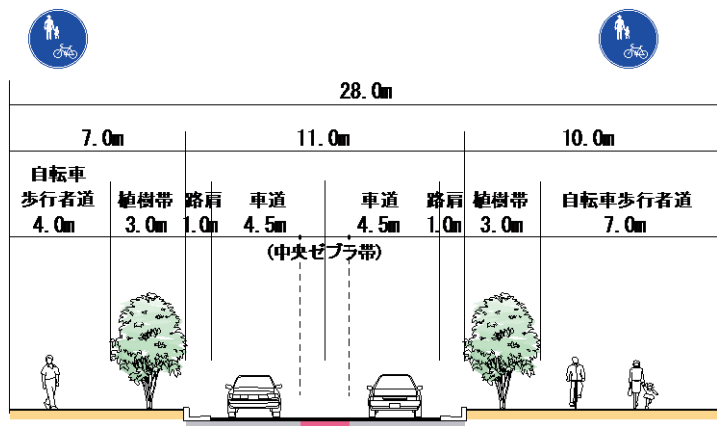 28.0m
7.0m 11.0m 10.0m
自転車
歩行者道 植樹帯 路肩 車道 車道 路肩 植樹帯 自転車歩行者道
4.0m 3.0m 1.0m 4.5m 4.5m 1.0m 3.0m 7.0m
(中央ゼブラ帯)